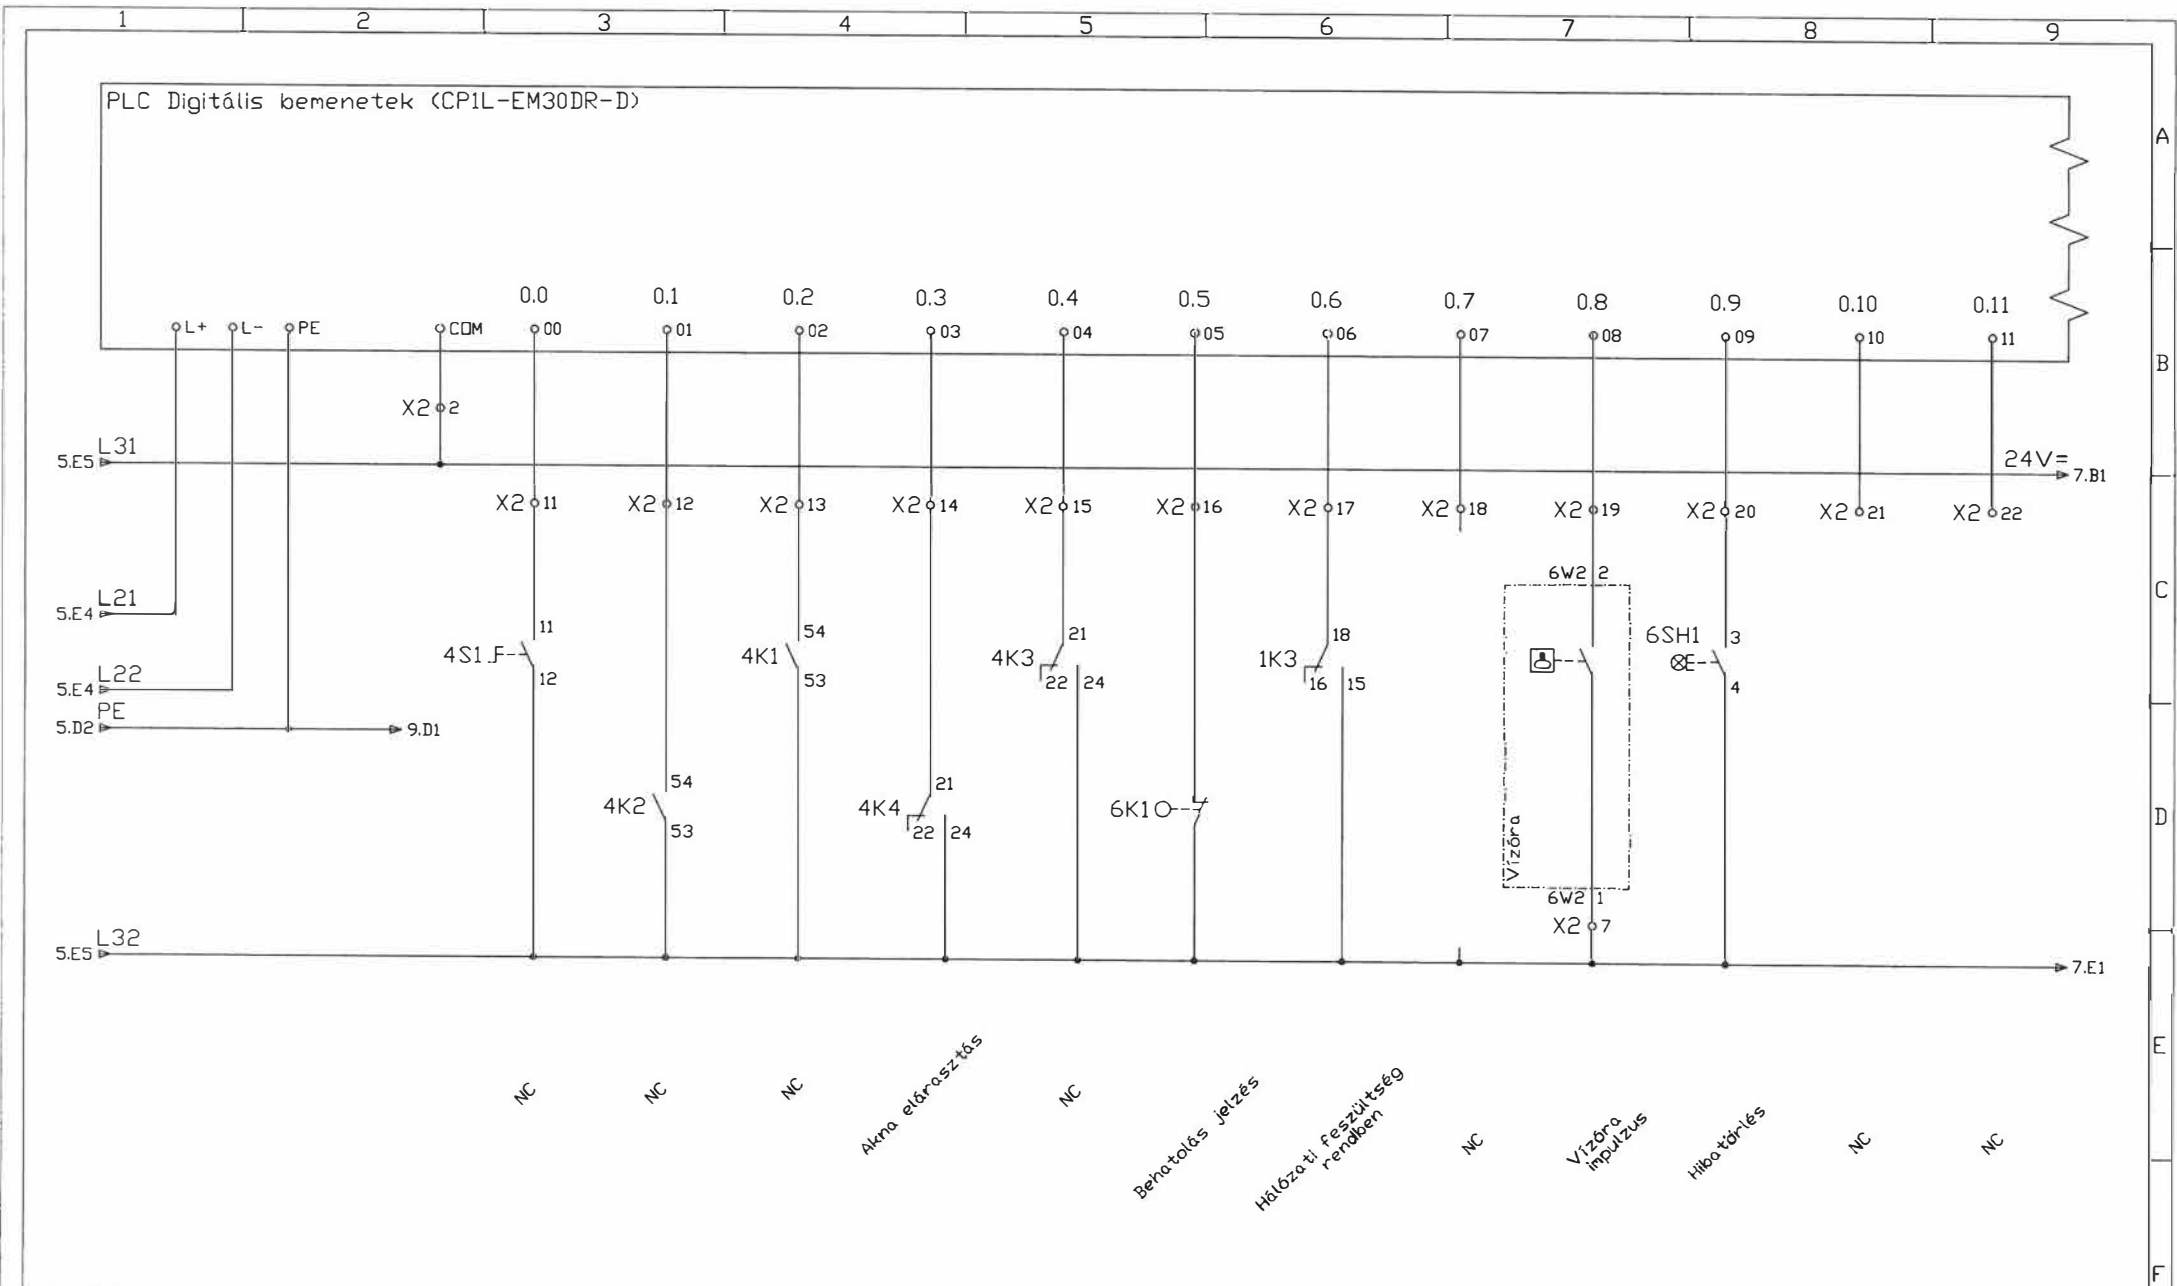 1 2 3 4 5 6 7 8 9
PLC Digitális bemenetek (CP1L-EM30DR-D)
A
0.0 0.1 0.2 0.3 0.4 0.5 0.6 0.7 0.8 0.9 0.10 0.11
L+ L- PE COM 00 01 02 03 04 05 06 07 08 09 10 11
B
X2 2
L31
5.E5
24V=
7.B1
X2 11 X2 12 X2 13 X2 14 X2 15 X2 16 X2 17 X2 18 X2 19 X2 20 X2 21 X2 22
6W2 2
C
L21
5.E4
11 54 21 18 3
4S1 4K1 4K3 1K3 6SH1
12 53 22 24 16 15 4
L22
5.E4
PE
5.D2
9.D1
54 21
4K2 4K4 6K1
53 22 24
D
Vízóra
6W2 1
X2 7
L32
5.E5
7.E1
E
NC
NC
NC
Akna elárasztás
NC
Behatolás jelzés
Hálózati feszültség
rendben
NC
Vízóra
impulzus
Hibatörlés
NC
NC
F